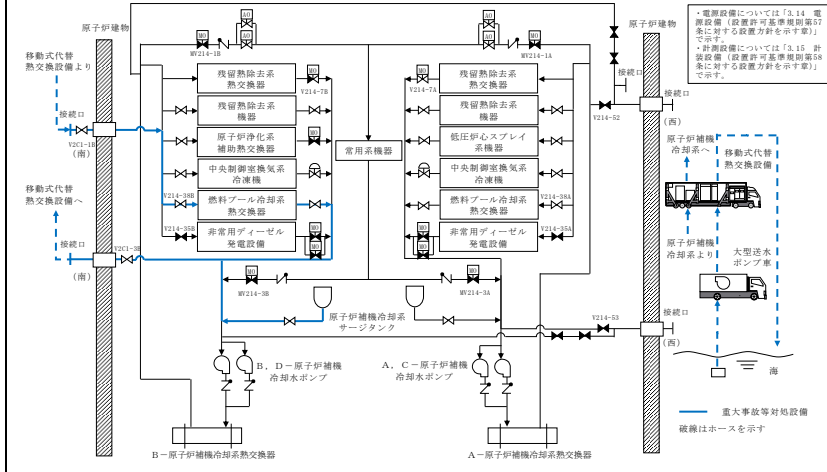 原子炉建物
移動式代替
熱交換設備より
接続口
V2C1-1B
(南)
移動式代替
熱交換設備へ
接続口
V2C1-3B
(南)
AO
AO
MO
MV214-1B
残留熱除去系
熱交換器
MO
V214-7B
残留熱除去系
機器
原子炉浄化系
補助熱交換器
MO
中央制御室換気系
冷凍機
V214-38B
燃料プール冷却系
熱交換器
V214-35B
非常用ディーゼル
発電設備
MO
MO
常用系機器
AO
AO
MO
MV214-1A
MO
V214-7A
残留熱除去系
熱交換器
残留熱除去系
機器
低圧炉心スプレイ
系機器
中央制御室換気系
冷凍機
燃料プール冷却系
熱交換器
V214-38A
MO
MO
非常用ディーゼル
発電設備
V214-35A
MO
MV214-3B
MO
MV214-3A
原子炉補機冷却系
サージタンク
B,D-原子炉補機
冷却水ポンプ
A,C-原子炉補機
冷却水ポンプ
B-原子炉補機冷却系熱交換器
A-原子炉補機冷却系熱交換器
原子炉建物
接続口
V214-52
(西)
V214-53
接続口
(西)
・電源設備については「3.14 電
源設備(設置許可基準規則第57
条に対する設置方針を示す章)」
で示す。
・計測設備については「3.15 計
装設備(設置許可基準規則第58
条に対する設置方針を示す章)」
で示す。
原子炉補機
冷却系へ
移動式代替
熱交換設備
原子炉補機
冷却系より
大型送水
ポンプ車
海
重大事故等対処設備
破線はホースを示す